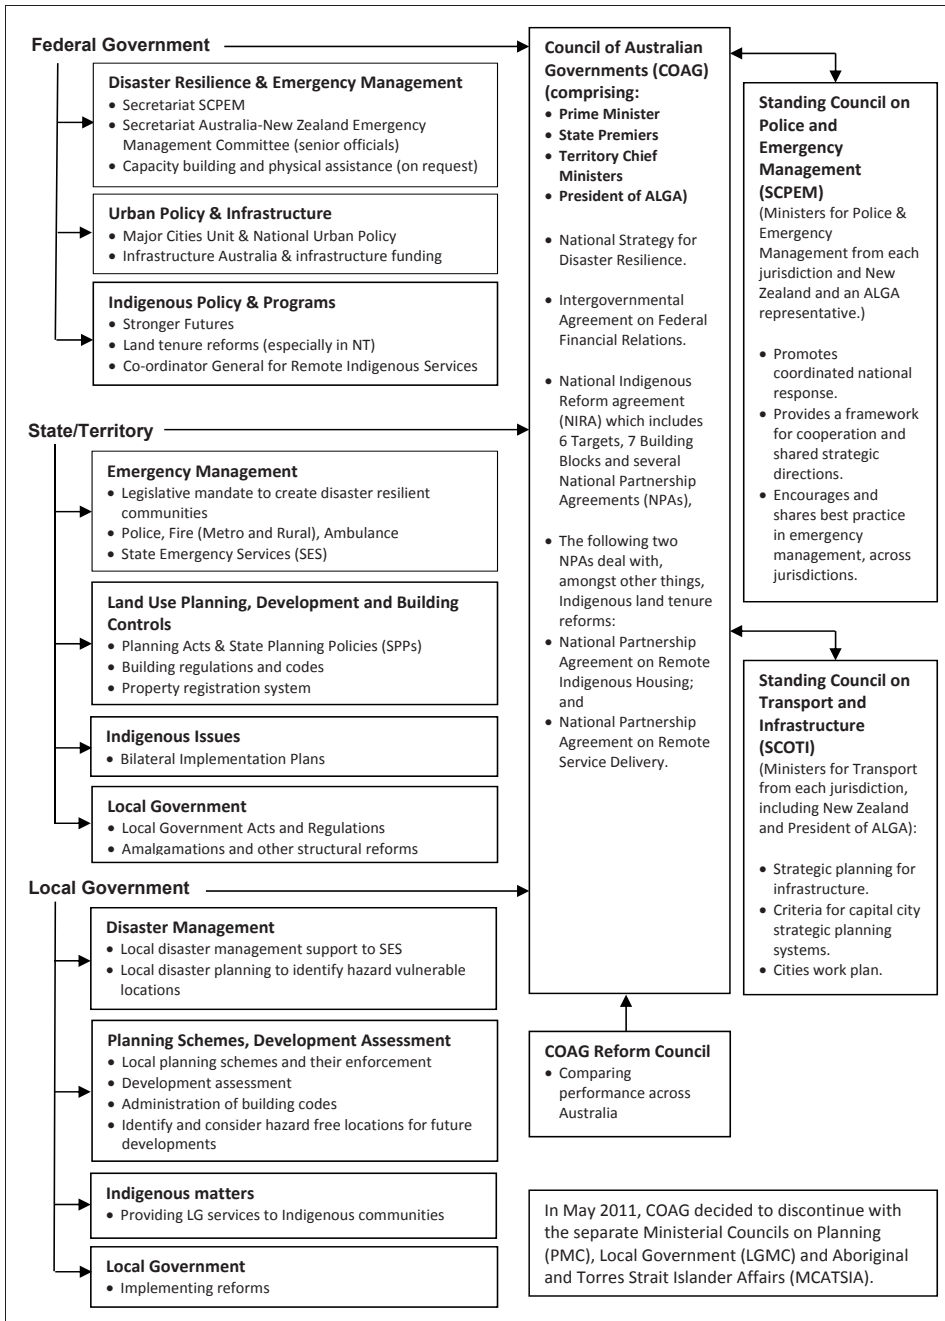 Federal Government
Disaster Resilience & Emergency Management
• Secretariat SCPEM
• Secretariat Australia-New Zealand Emergency
Management Committee (senior officials)
• Capacity building and physical assistance (on request)
Urban Policy & Infrastructure
• Major Cities Unit & National Urban Policy
• Infrastructure Australia & infrastructure funding
Indigenous Policy & Programs
• Stronger Futures
• Land tenure reforms (especially in NT)
• Co-ordinator General for Remote Indigenous Services
State/Territory
Emergency Management
• Legislative mandate to create disaster resilient
communities
• Police, Fire (Metro and Rural), Ambulance
• State Emergency Services (SES)
Land Use Planning, Development and Building
Controls
• Planning Acts & State Planning Policies (SPPs)
• Building regulations and codes
• Property registration system
Indigenous Issues
• Bilateral Implementation Plans
Local Government
• Local Government Acts and Regulations
• Amalgamations and other structural reforms
Local Government
Disaster Management
• Local disaster management support to SES
• Local disaster planning to identify hazard vulnerable
locations
Planning Schemes, Development Assessment
• Local planning schemes and their enforcement
• Development assessment
• Administration of building codes
• Identify and consider hazard free locations for future
developments
Indigenous matters
• Providing LG services to Indigenous communities
Local Government
• Implementing reforms
Council of Australian
Governments (COAG)
(comprising:
• Prime Minister
• State Premiers
• Territory Chief
Ministers
• President of ALGA)
• National Strategy for
Disaster Resilience.
• Intergovernmental
Agreement on Federal
Financial Relations.
• National Indigenous
Reform agreement
(NIRA) which includes
6 Targets, 7 Building
Blocks and several
National Partnership
Agreements (NPAs),
• The following two
NPAs deal with,
amongst other things,
Indigenous land tenure
reforms:
• National Partnership
Agreement on Remote
Indigenous Housing;
and
• National Partnership
Agreement on Remote
Service Delivery.
COAG Reform Council
• Comparing
performance across
Australia
Standing Council on
Police and
Emergency
Management
(SCPEM)
(Ministers for Police &
Emergency
Management from each
jurisdiction and New
Zealand and an ALGA
representative.)
• Promotes
coordinated national
response.
• Provides a framework
for cooperation and
shared strategic
directions.
• Encourages and
shares best practice
in emergency
management, across
jurisdictions.
Standing Council on
Transport and
Infrastructure
(SCOTI)
(Ministers for Transport
from each jurisdiction,
including New Zealand
and President of ALGA):
• Strategic planning for
infrastructure.
• Criteria for capital city
strategic planning
systems.
• Cities work plan.
In May 2011, COAG decided to discontinue with
the separate Ministerial Councils on Planning
(PMC), Local Government (LGMC) and Aboriginal
and Torres Strait Islander Affairs (MCATSIA).